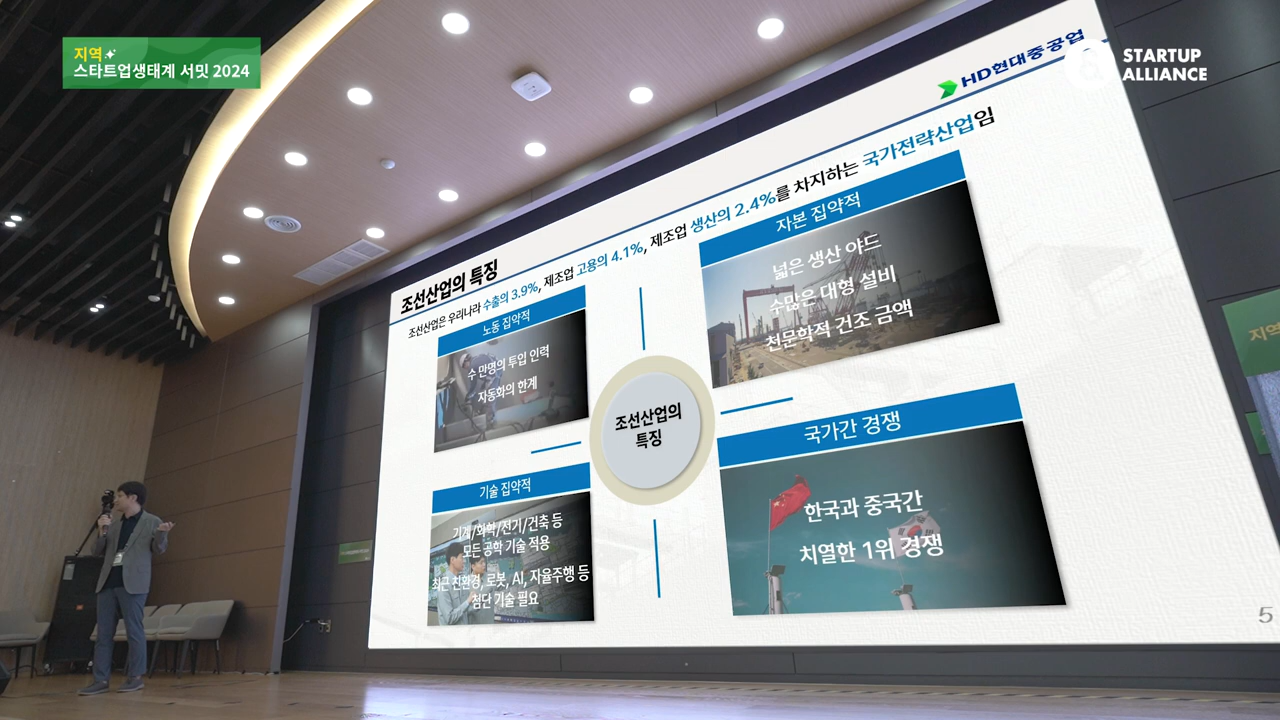 지역
스타트업생태계 서밋 2024
STARTUP
ALLIANCE
HD현대중공업
조선산업의 특징
조선산업은 우리나라 수출의 3.9%, 제조업 고용의 4.1%, 제조업 생산의 2.4%를 차지하는 국가전략산업임
노동 집약적
수 만명의 투입 인력
자동화의 한계
자본 집약적
넓은 생산 야드
수많은 대형 설비
천문학적 건조 금액
조선산업의
특징
기술 집약적
기계/화학/전기/건축 등
모든 공학 기술 적용
최근 친환경, 로봇, AI, 자율주행 등
첨단 기술 필요
국가간 경쟁
한국과 중국간
치열한 1위 경쟁
5
지역